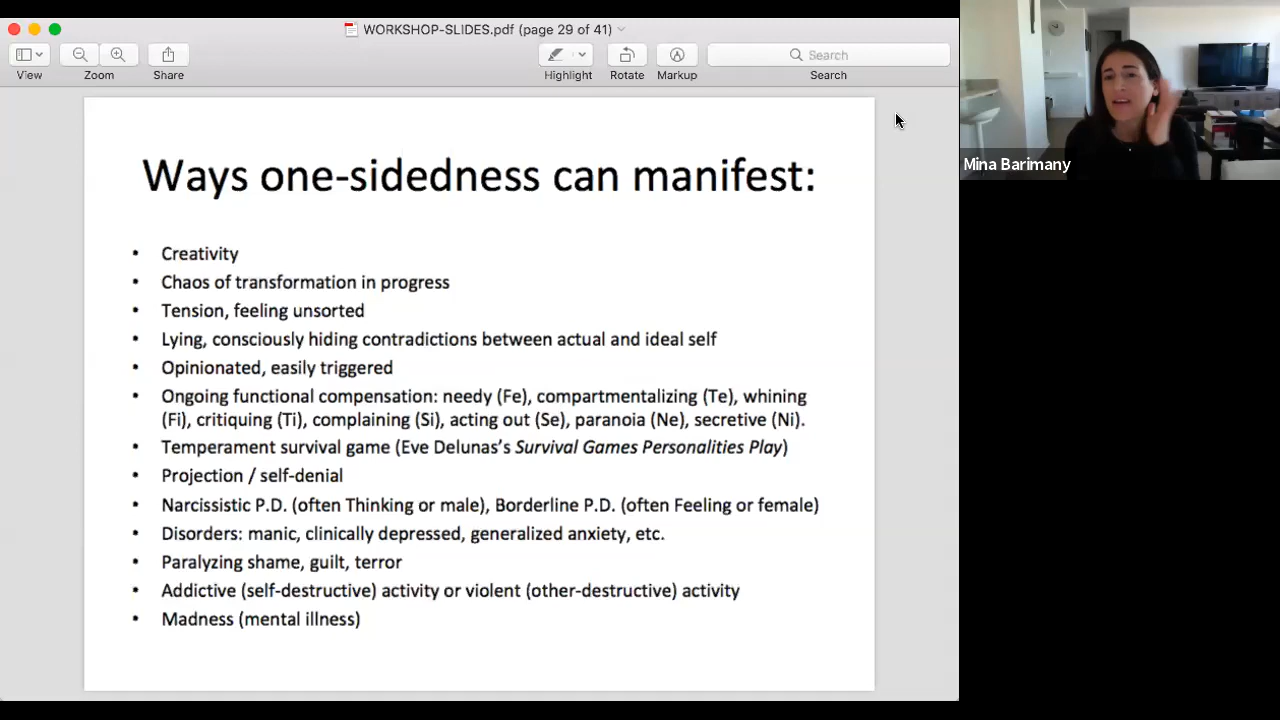 WORKSHOP-SLIDES.pdf (page 29 of 41)
Search
View
Zoom
Share
Highlight
Rotate
Markup
Search
Mina Barimany
Ways one-sidedness can manifest:
• Creativity
• Chaos of transformation in progress
• Tension, feeling unsorted
• Lying, consciously hiding contradictions between actual and ideal self
• Opinionated, easily triggered
• Ongoing functional compensation: needy (Fe), compartmentalizing (Te), whining
(Fi), critiquing (Ti), complaining (Si), acting out (Se), paranoia (Ne), secretive (Ni).
• Temperament survival game (Eve Delunas’s Survival Games Personalities Play)
• Projection / self-denial
• Narcissistic P.D. (often Thinking or male), Borderline P.D. (often Feeling or female)
• Disorders: manic, clinically depressed, generalized anxiety, etc.
• Paralyzing shame, guilt, terror
• Addictive (self-destructive) activity or violent (other-destructive) activity
• Madness (mental illness)